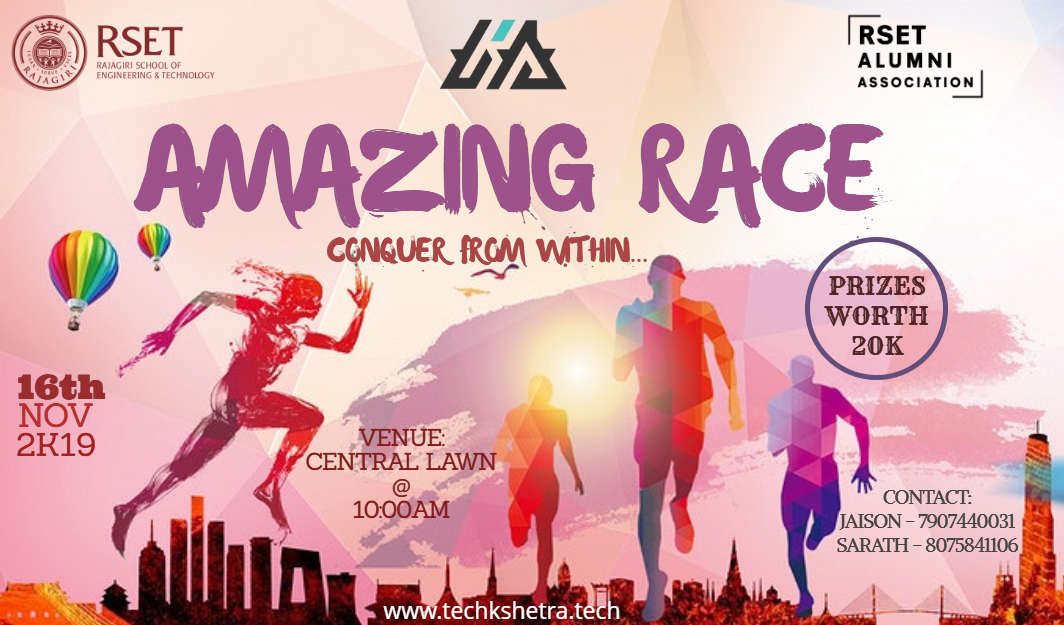 RSET
RAJAGIRI SCHOOL OF
ENGINEERING & TECHNOLOGY
RAJAGIRI
RSET
ALUMNI
ASSOCIATION
AMAZING RACE
CONQUER FROM WITHIN...
PRIZES
WORTH
20K
16th
NOV
2K19
VENUE:
CENTRAL LAWN
@
10:00AM
CONTACT:
JAISON – 7907440031
SARATH – 8075841106
www.techkshetra.tech